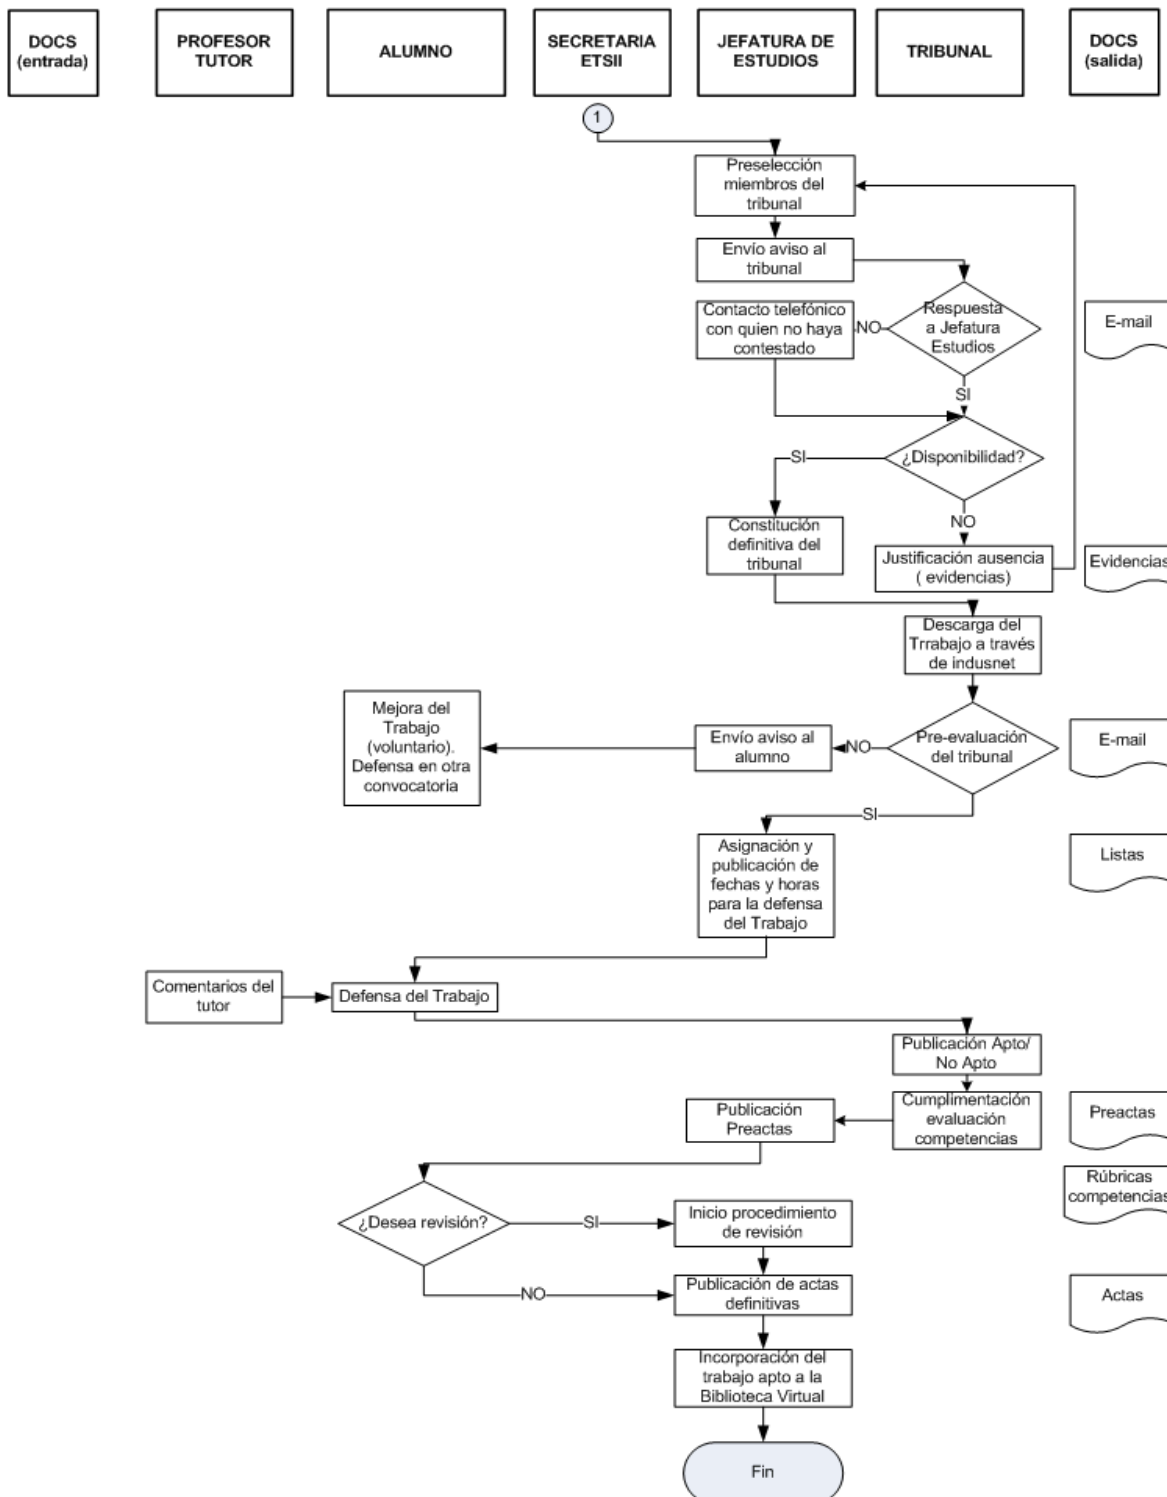 DOCS
(entrada)
PROFESOR
TUTOR
ALUMNO
SECRETARIA
ETSII
JEFATURA DE
ESTUDIOS
TRIBUNAL
DOCS
(salida)
1
Preselección
miembros del
tribunal
Envío aviso al
tribunal
Contacto telefónico
con quien no haya
contestado
NO
Respuesta
a Jefatura
Estudios
E-mail
SI
¿Disponibilidad?
SI
NO
Constitución
definitiva del
tribunal
Justificación ausencia
( evidencias)
Evidencias
Descarga del
Trrabajo a través
de indusnet
Mejora del
Trabajo
(voluntario).
Defensa en otra
convocatoria
Envío aviso al
alumno
NO
Pre-evaluación
del tribunal
E-mail
SI
Asignación y
publicación de
fechas y horas
para la defensa
del Trabajo
Listas
Comentarios del
tutor
Defensa del Trabajo
Publicación Apto/
No Apto
Publicación
Preactas
Cumplimentación
evaluación
competencias
Preactas
Rúbricas
competencias
¿Desea revisión?
SI
Inicio procedimiento
de revisión
NO
Publicación de actas
definitivas
Actas
Incorporación del
trabajo apto a la
Biblioteca Virtual
Fin